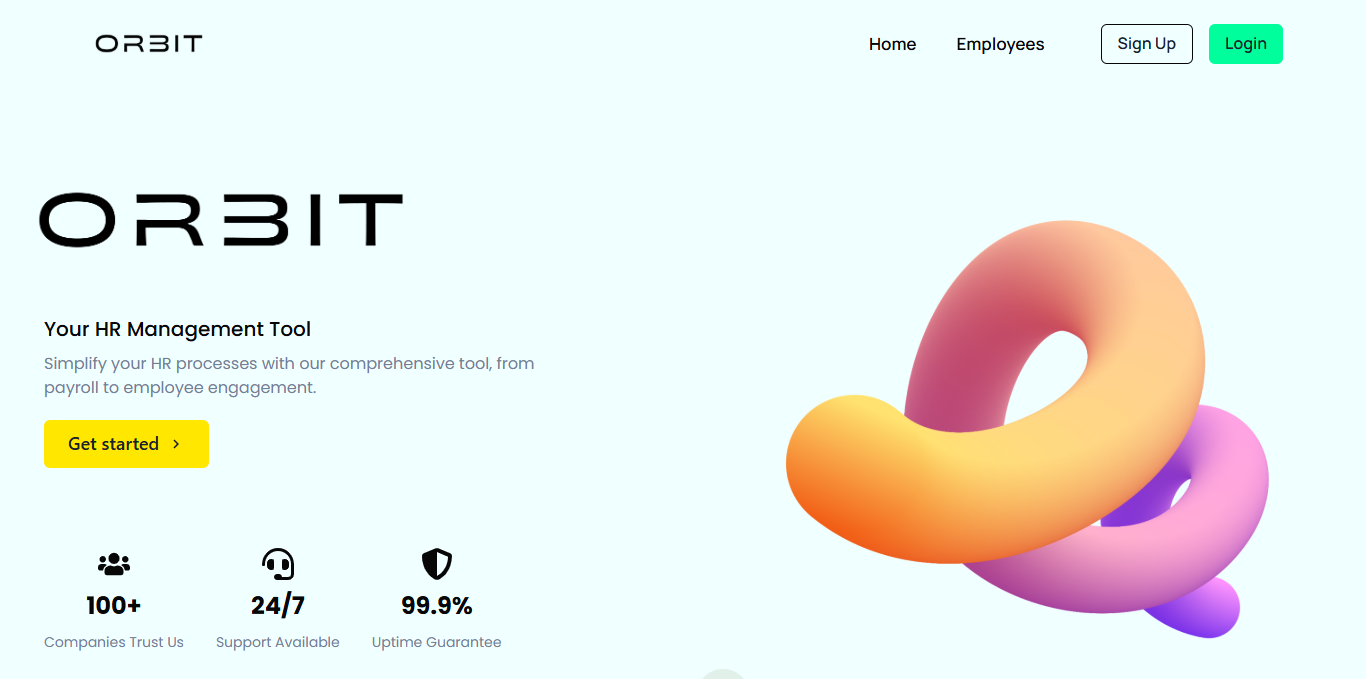 ORBIT
Home
Employees
Sign Up
Login
ORBIT
Your HR Management Tool
Simplify your HR processes with our comprehensive tool, from
payroll to employee engagement.
Get started
100+
24/7
99.9%
Companies Trust Us
Support Available
Uptime Guarantee